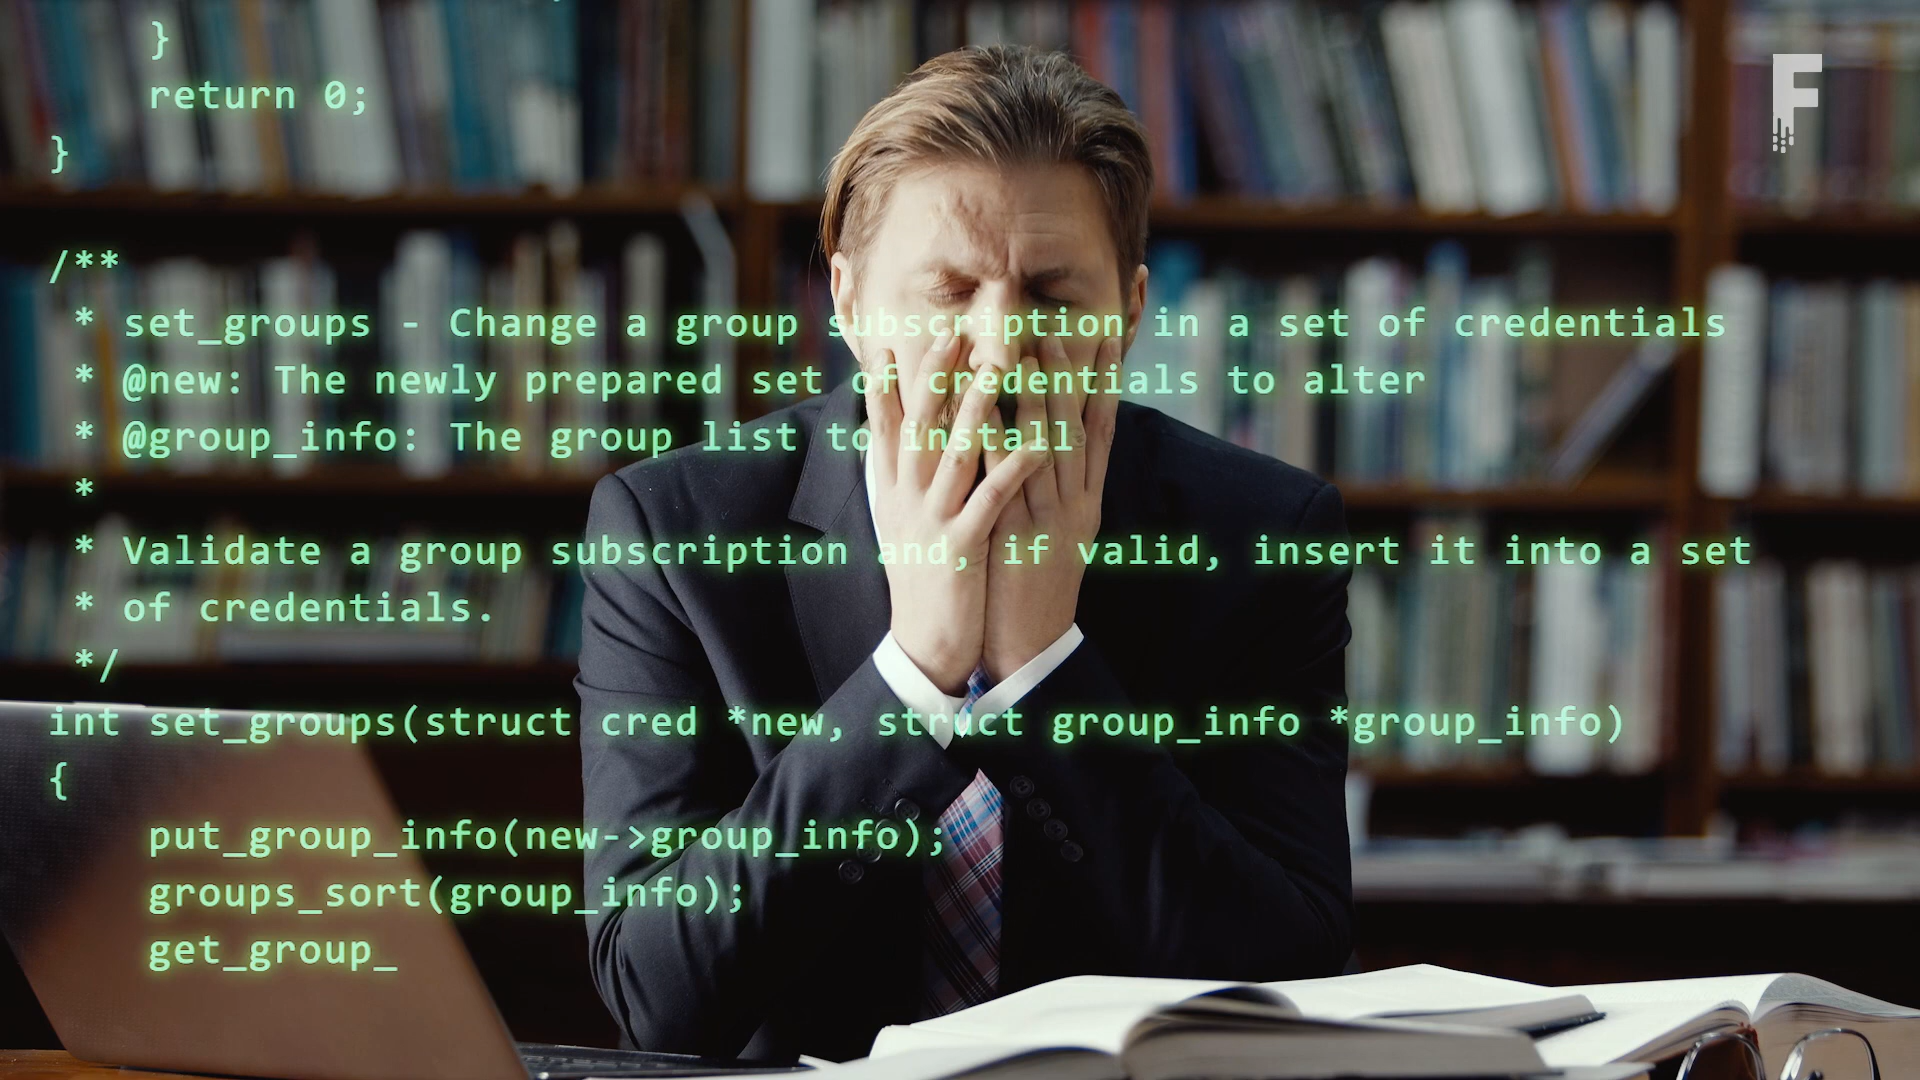 }
return 0;
}
/**
* set_groups - Change a group subscription in a set of credentials
* @new: The newly prepared set of credentials to alter
* @group_info: The group list to install
*
* Validate a group subscription and, if valid, insert it into a set
* of credentials.
*/
int set_groups(struct cred *new, struct group_info *group_info)
{
put_group_info(new->group_info);
groups_sort(group_info);
get_group_
F